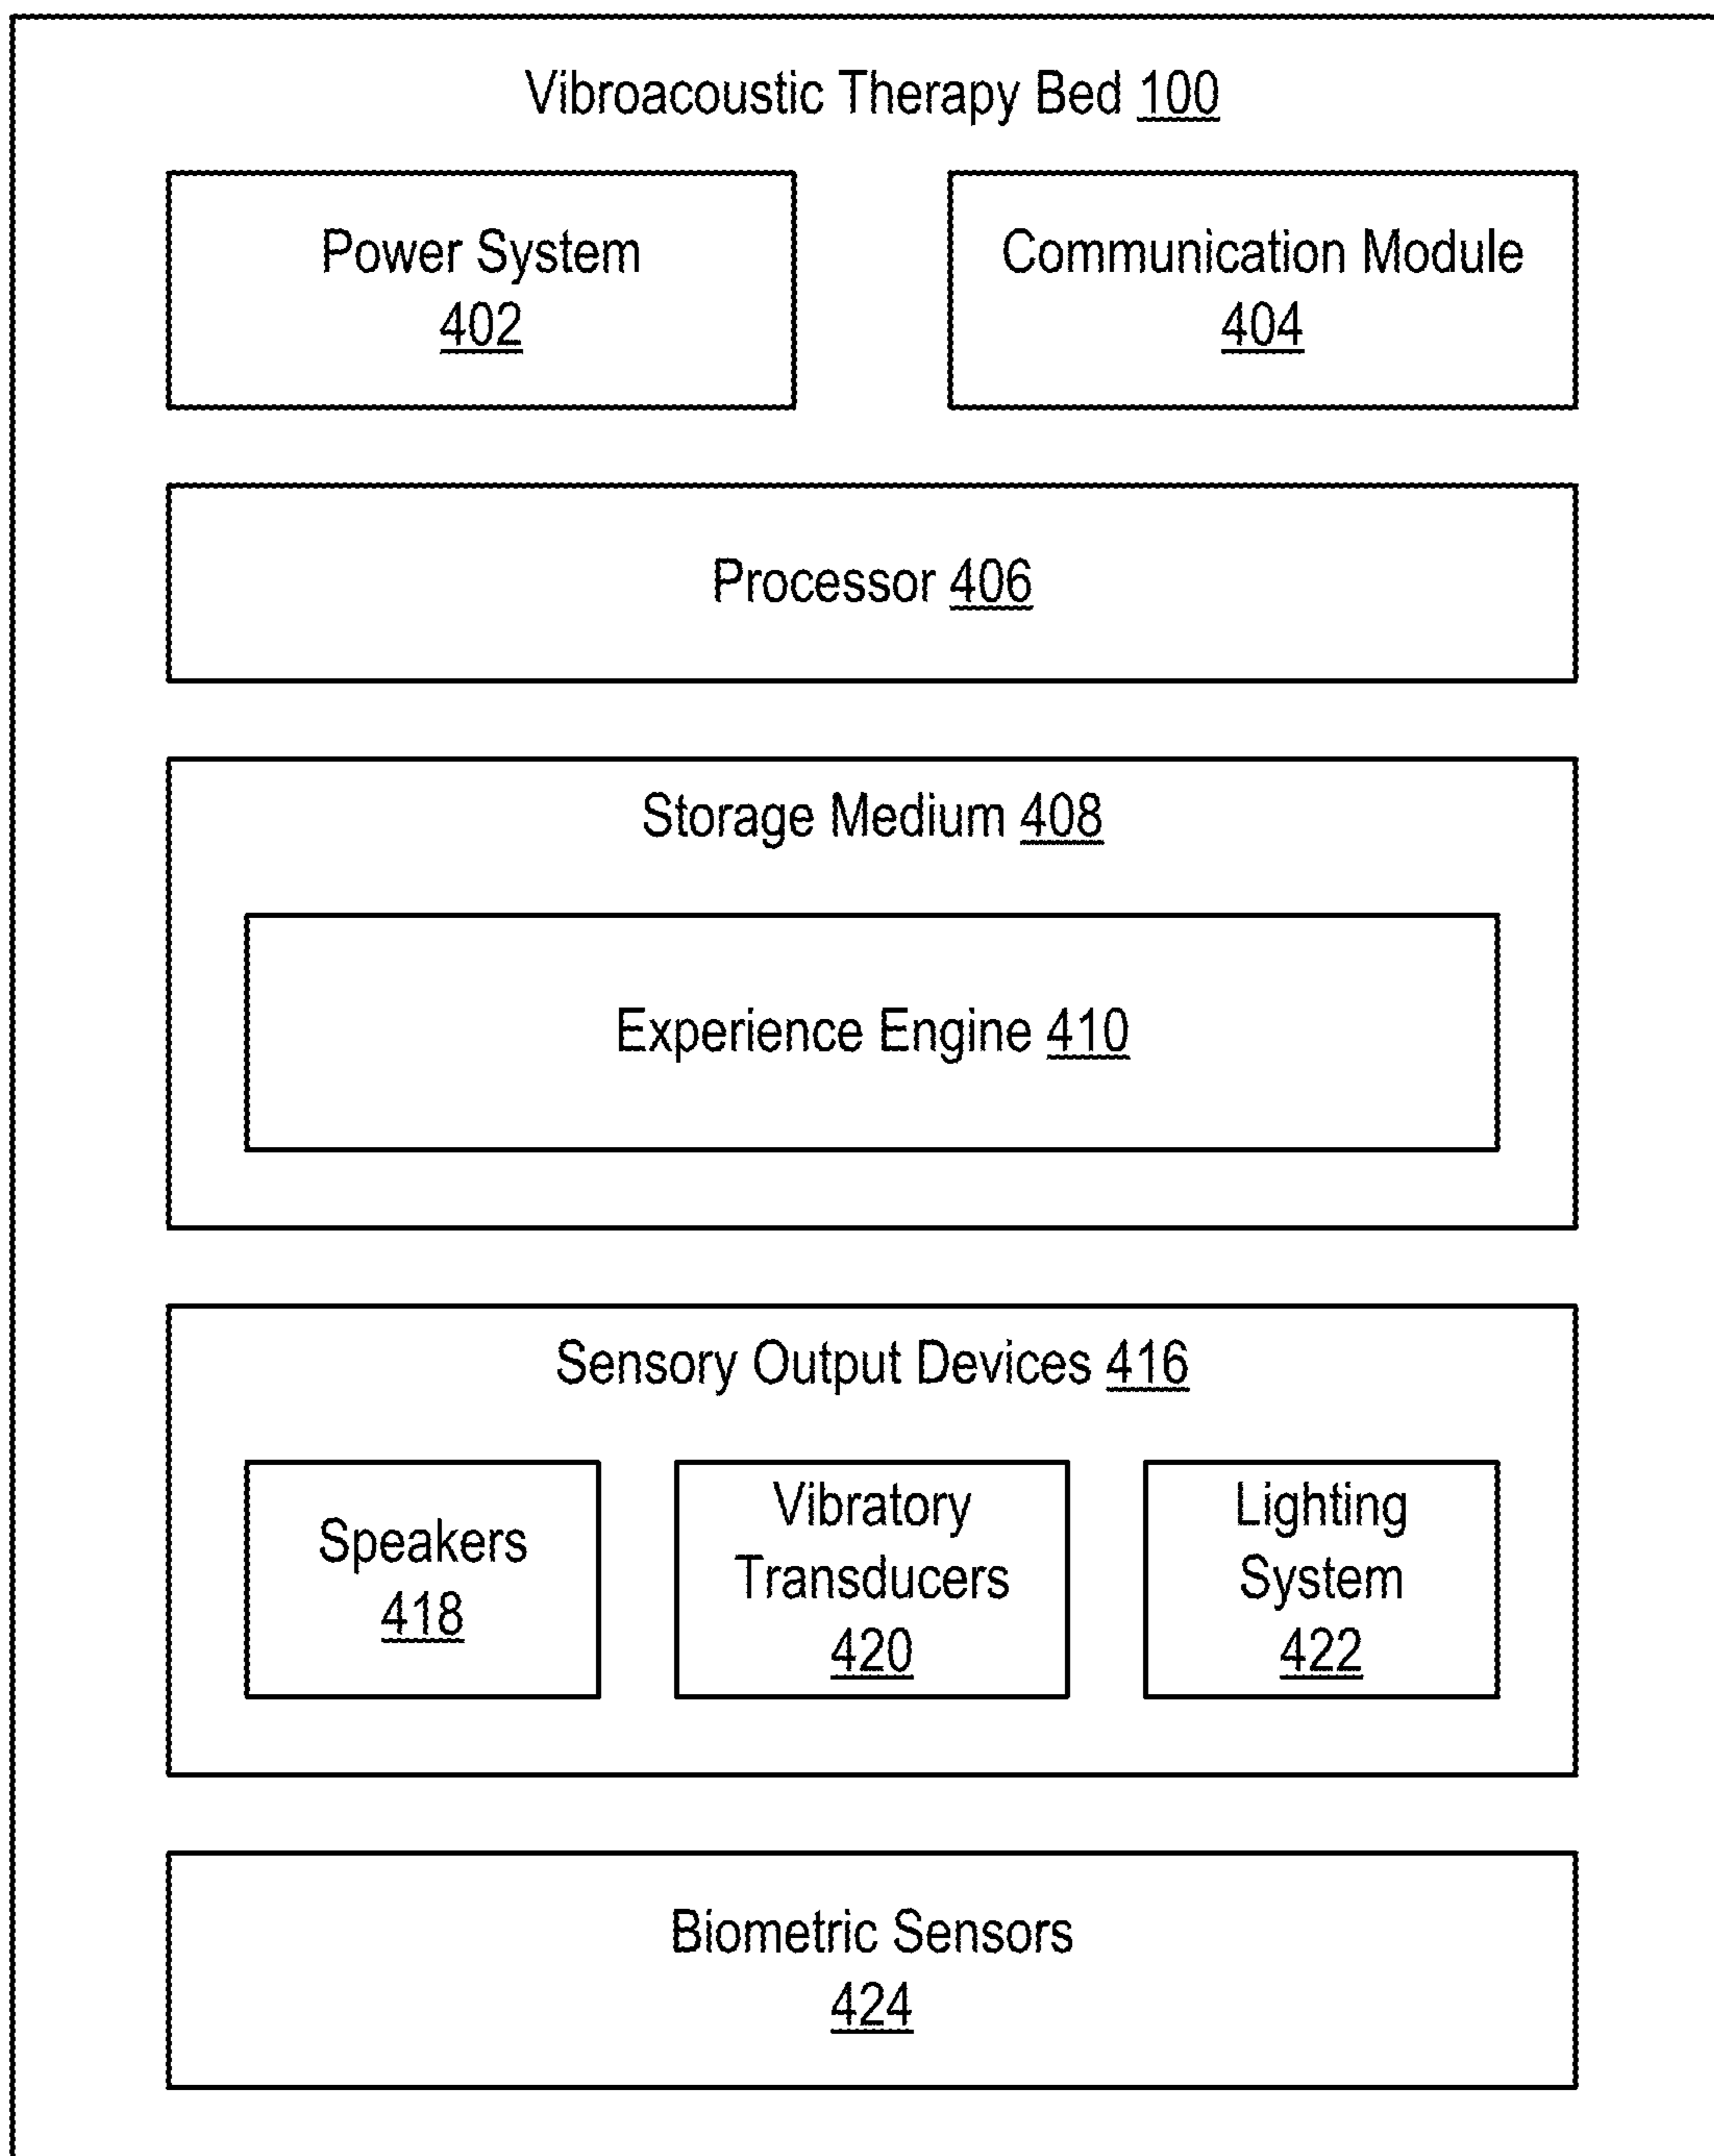 Vibroacoustic Therapy Bed 100
Power System
402
Communication Module
404
Processor 406
Storage Medium 408
Experience Engine 410
Sensory Output Devices 416
Speakers
418
Vibratory
Transducers
420
Lighting
System
422
Biometric Sensors
424